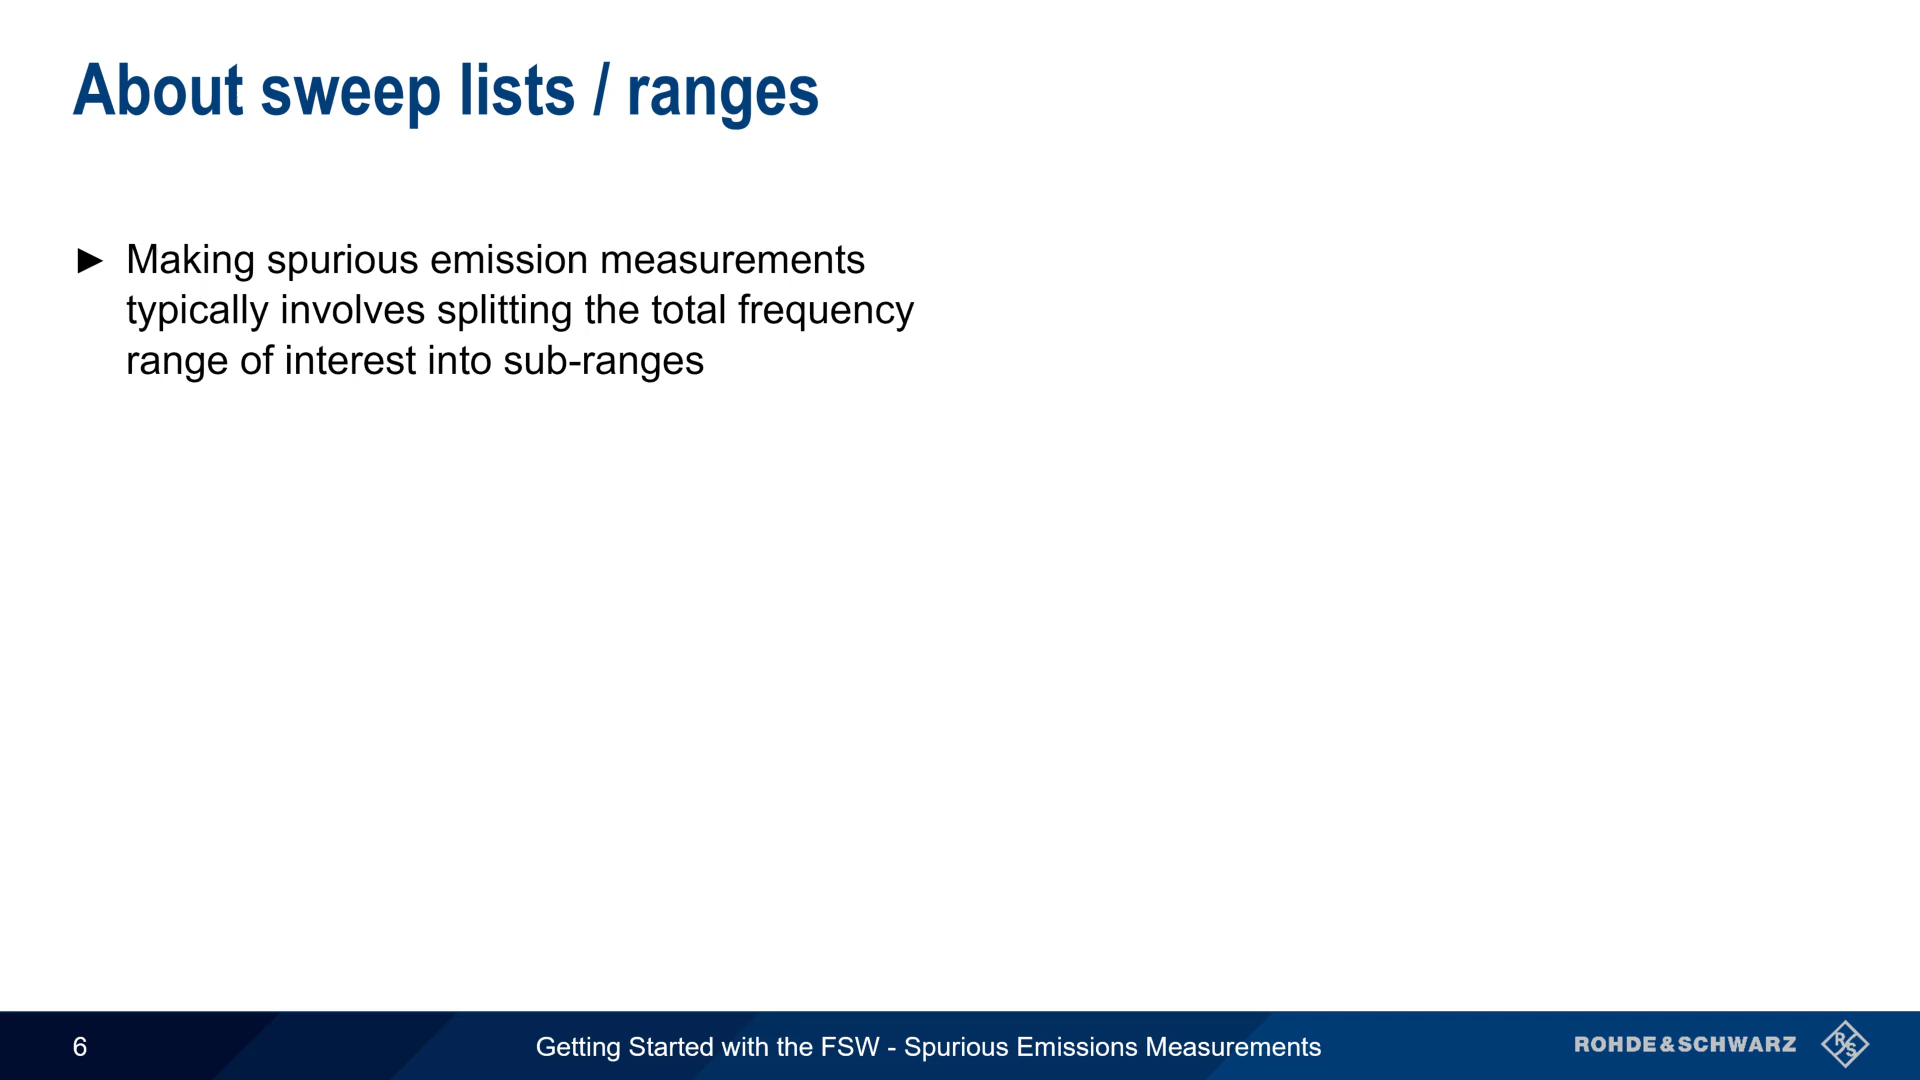 About sweep lists / ranges
► Making spurious emission measurements
typically involves splitting the total frequency
range of interest into sub-ranges
6
Getting Started with the FSW - Spurious Emissions Measurements
ROHDE&SCHWARZ
R&S